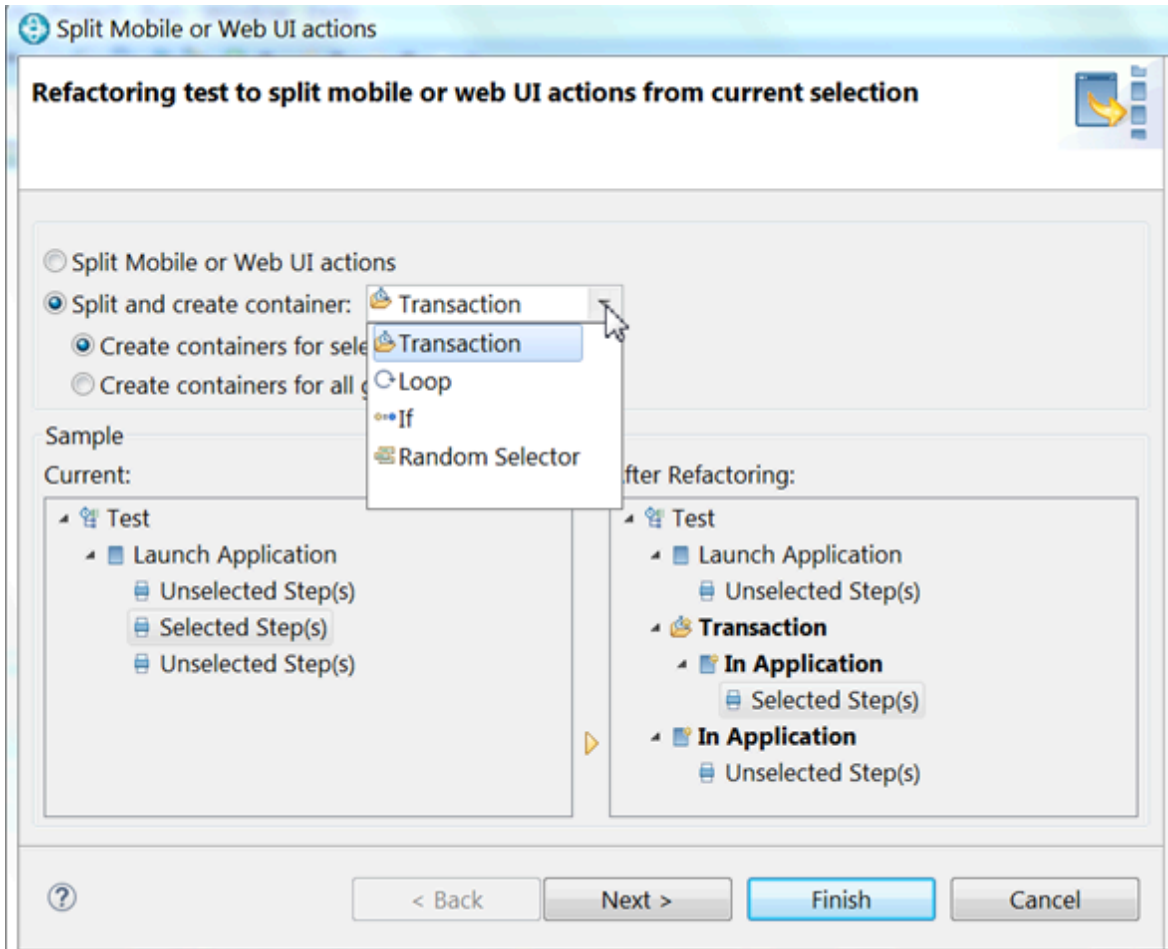 Split Mobile or Web UI actions
Refactoring test to split mobile or web UI actions from current selection
Split Mobile or Web UI actions
Split and create container: Transaction
Create containers for sele
Transaction
Create containers for all
Loop
If
Random Selector
Sample
Current:
fter Refactoring:
Test
Launch Application
Unselected Step(s)
Selected Step(s)
Unselected Step(s)
Test
Launch Application
Unselected Step(s)
Transaction
In Application
Selected Step(s)
In Application
Unselected Step(s)
? < Back Next > Finish Cancel